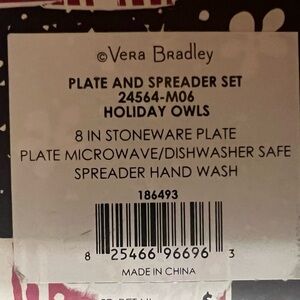 ©VERA BRADLEY
PLATE AND SPREADER SET
24564-M06
HOLIDAY OWLS
8 IN STONEWARE PLATE
PLATE MICROWAVE/DISHWASHER SAFE
SPREADER HAND WASH
186493
8 25466 96696 3
MADE IN CHINA
$